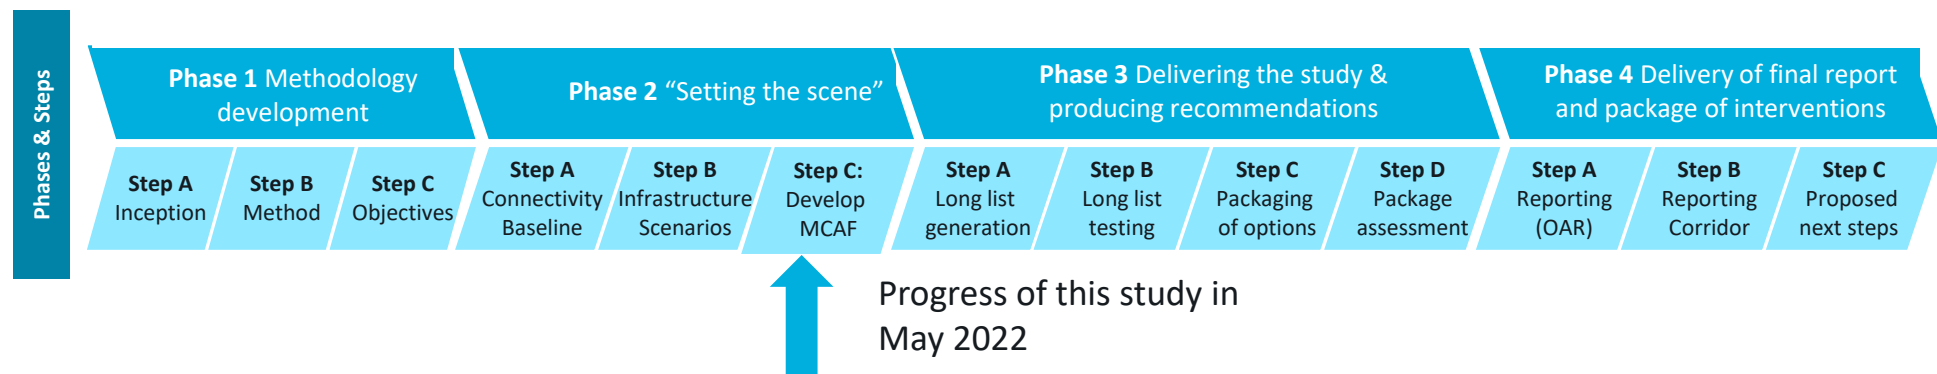 Phases & Steps
Phase 1 Methodology
development
Phase 2 “Setting the scene”
Phase 3 Delivering the study &
producing recommendations
Phase 4 Delivery of final report
and package of interventions
Step A
Inception
Step B
Method
Step C
Objectives
Step A
Connectivity
Baseline
Step B
Infrastructure
Scenarios
Step C:
Develop
MCAF
Step A
Long list
generation
Step B
Long list
testing
Step C
Packaging
of options
Step D
Package
assessment
Step A
Reporting
(OAR)
Step B
Reporting
Corridor
Step C
Proposed
next steps
Progress of this study in
May 2022